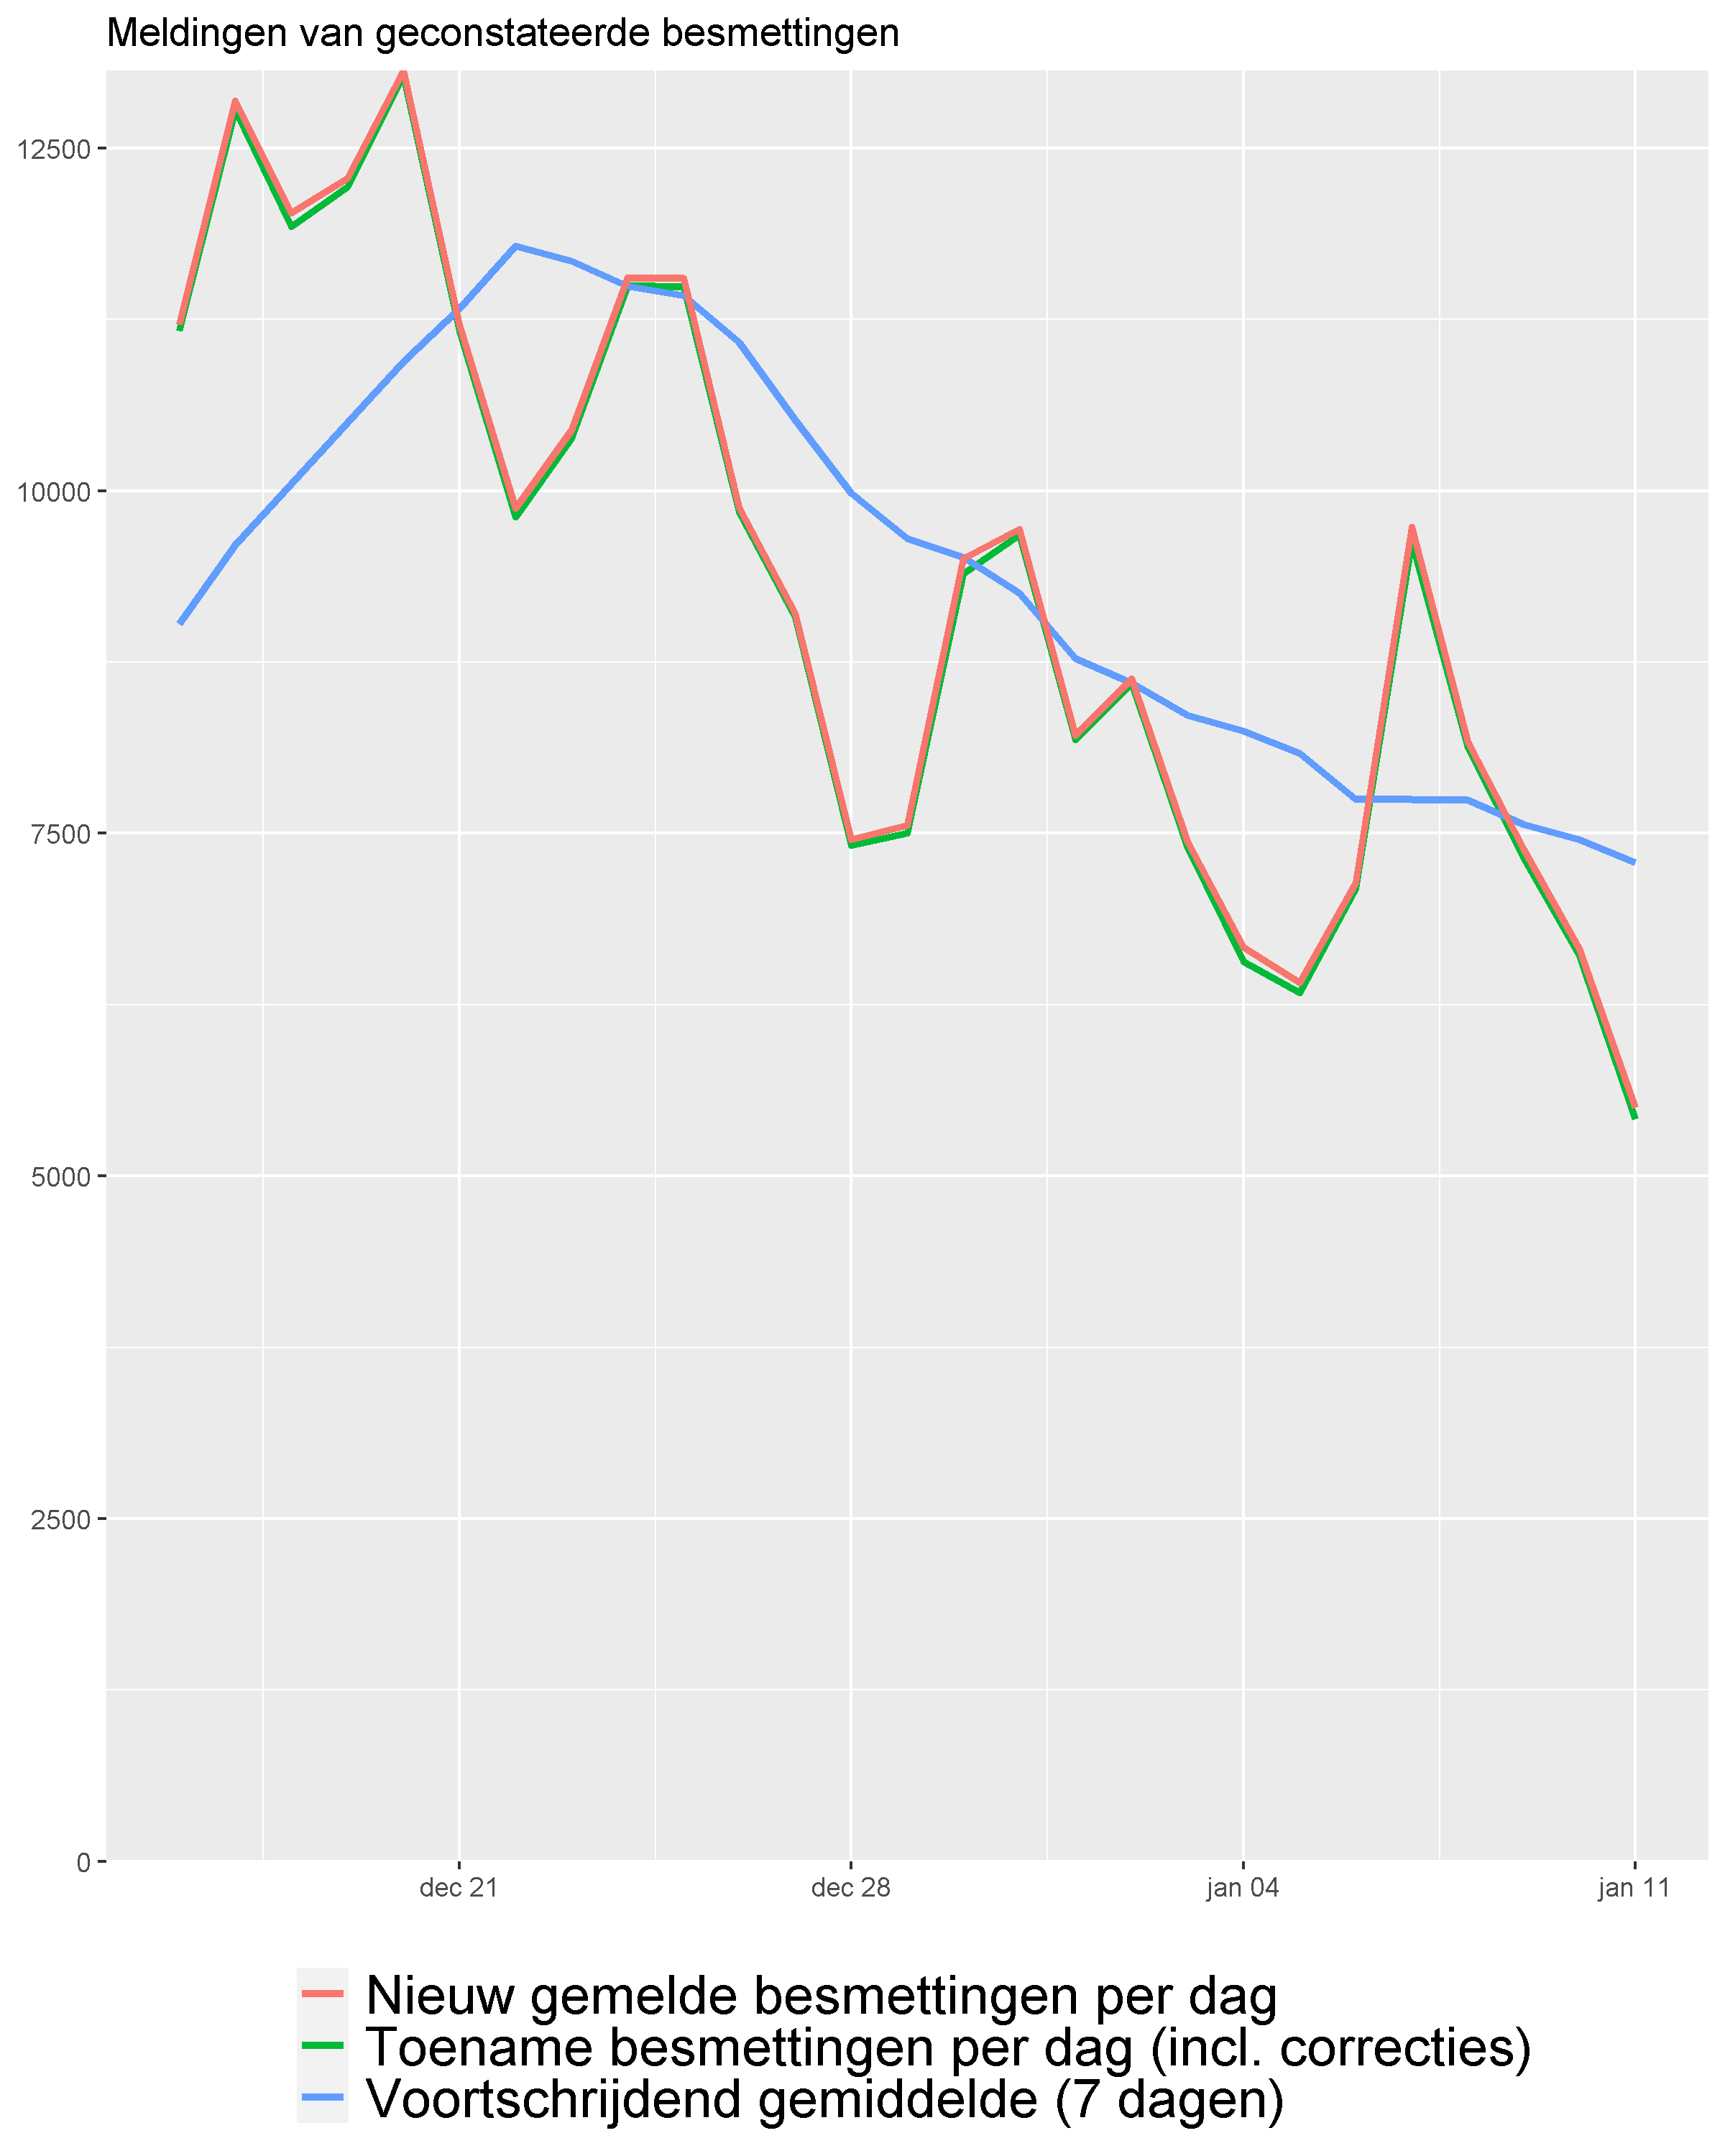 Meldingen van geconstateerde besmettingen
12500
10000
7500
5000
2500
0
dec 21
dec 28
jan 04
jan 11
Nieuw gemelde besmettingen per dag
Toename besmettingen per dag (incl. correcties)
Voortschrijdend gemiddelde (7 dagen)